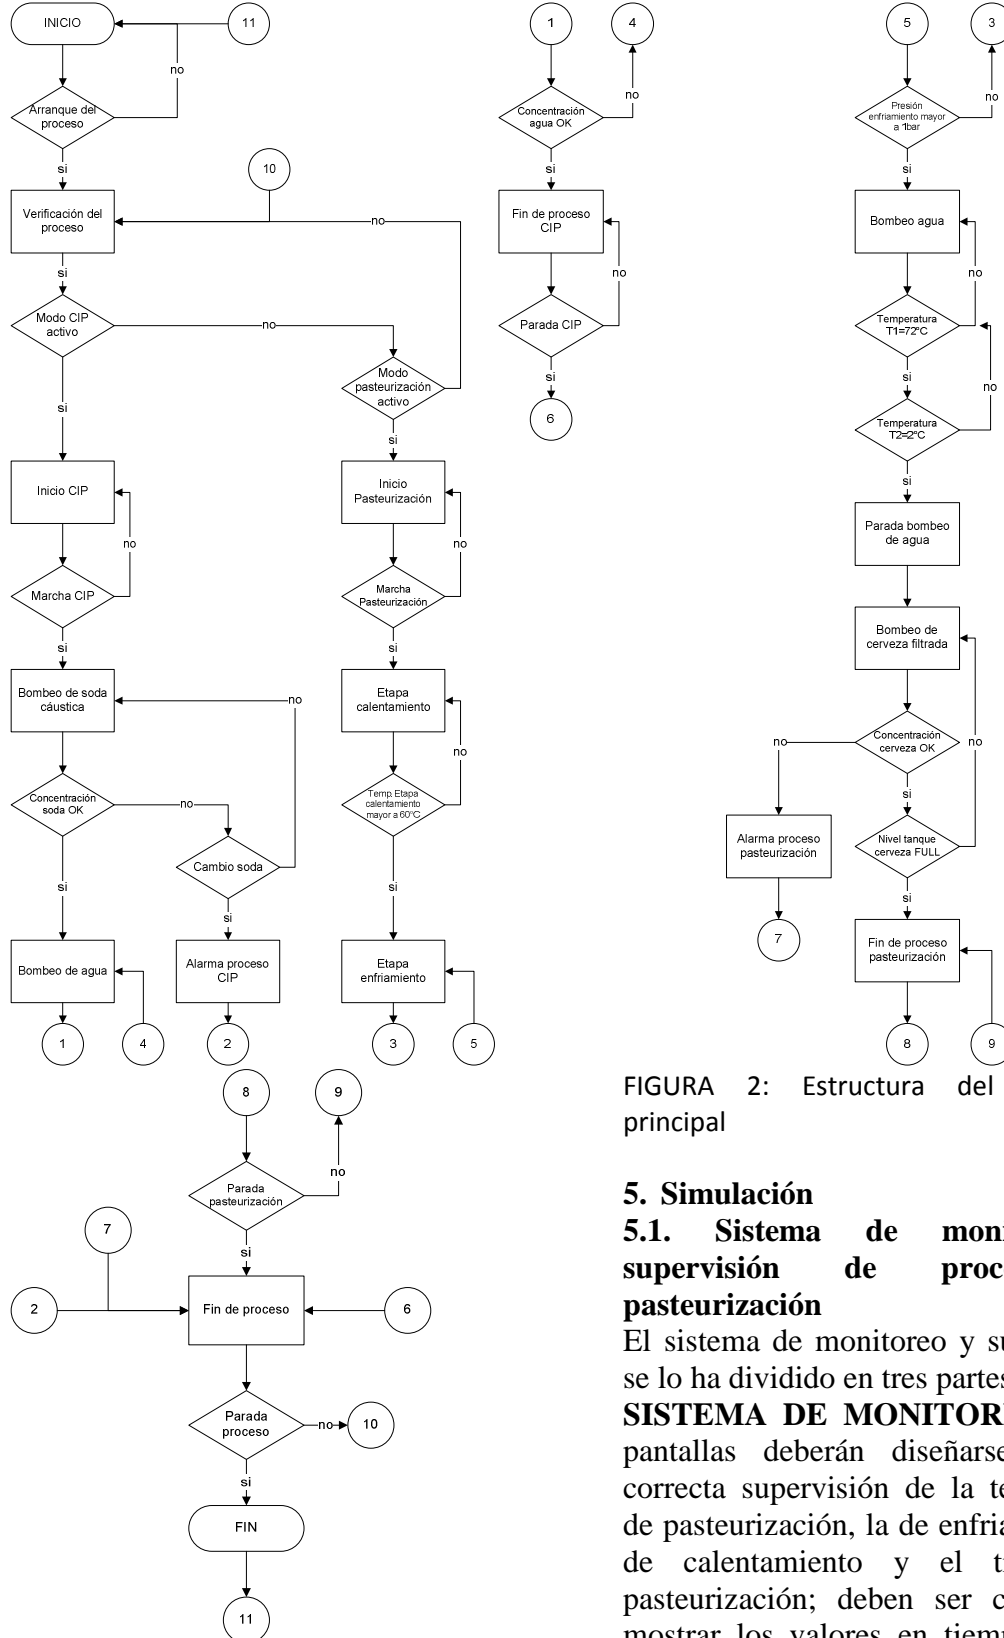 INICIO
11
no
Arranque del
proceso
si
10
Verificación del
proceso
no
si
Modo CIP
activo
no
Modo
pasteurización
activo
si
si
Inicio CIP
Inicio
Pasteurización
no
no
Marcha CIP
Marcha
Pasteurización
si
si
Bombeo de soda
cáustica
no
Etapa
calentamiento
no
Concentración
soda OK
no
Temp. Etapa
calentamiento
mayor a 60°C
Cambio soda
si
si
si
Bombeo de agua
Alarma proceso
CIP
Etapa
enfriamiento
1
4
2
3
5
1
4
no
Concentración
agua OK
si
Fin de proceso
CIP
no
Parada CIP
si
6
5
3
no
Presión
enfriamiento mayor
a 1bar
si
Bombeo agua
no
Temperatura
T1=72°C
si
no
Temperatura
T2=2°C
si
Parada bombeo
de agua
Bombeo de
cerveza filtrada
Concentración
cerveza OK
no
no
si
Alarma proceso
pasteurización
Nivel tanque
cerveza FULL
si
7
Fin de proceso
pasteurización
8
9
8
9
no
Parada
pasteurización
si
7
2
Fin de proceso
6
Parada
proceso
no
10
si
FIN
11
FIGURA 2: Estructura del
principal
5. Simulación
5.1. Sistema de
supervisión de
pasteurización
El sistema de monitoreo y
se lo ha dividido en tres partes
SISTEMA DE
pantallas deberán
correcta supervisión de la
de pasteurización, la de
de calentamiento y el
pasteurización; deben ser
mostrar los valores en